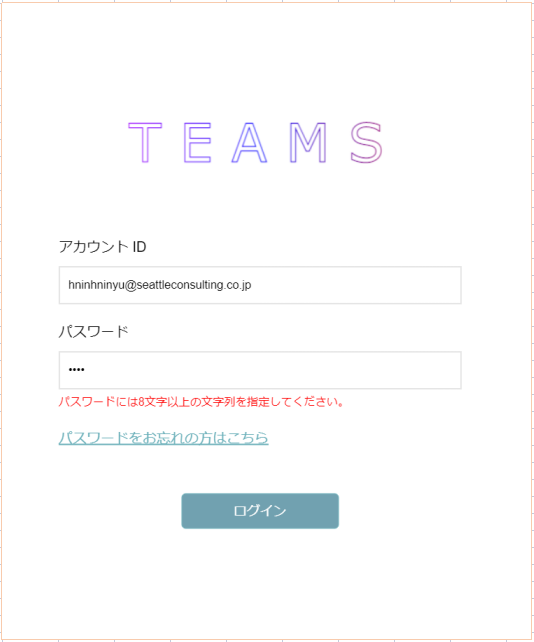 TEAMS
アカウント ID
hninhninyu@seattleconsulting.co.jp
パスワード
••••
パスワードには8文字以上の文字列を指定してください。
パスワードをお忘れの方はこちら
ログイン